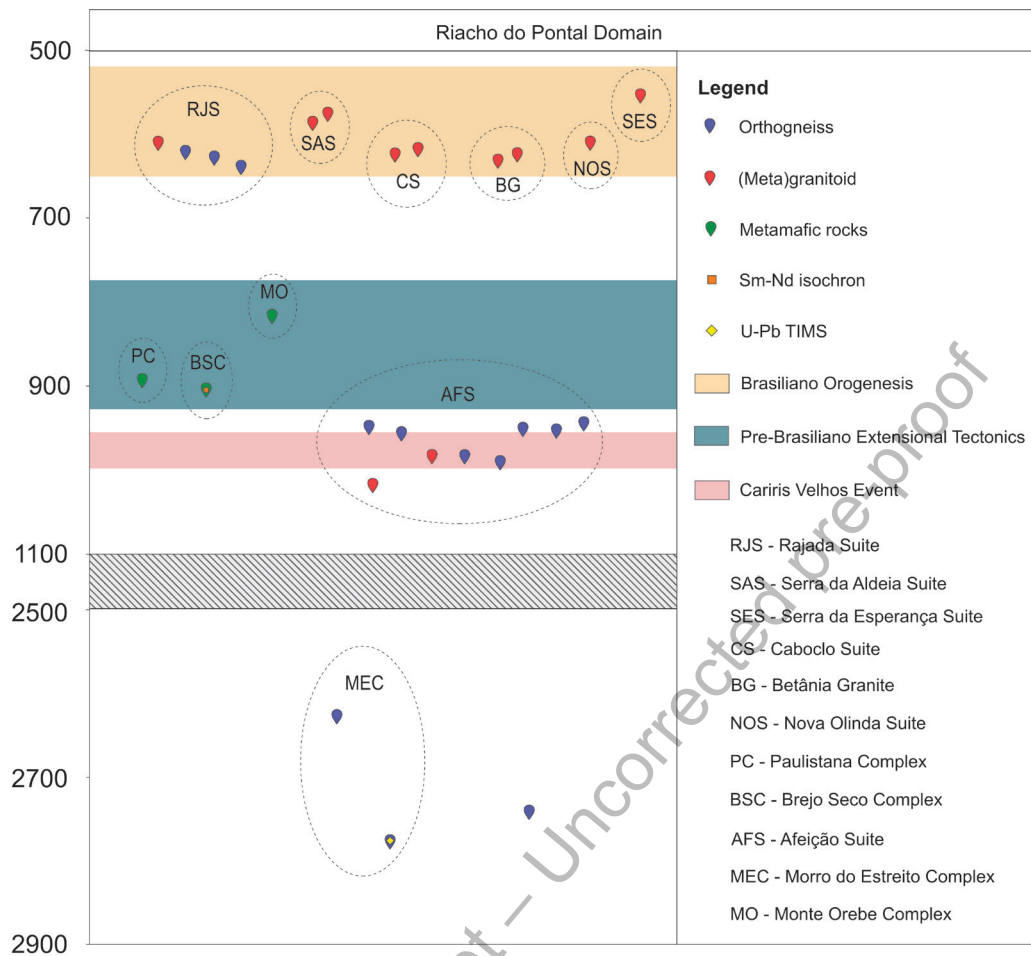 Riacho do Pontal Domain
500
700
900
1100
2500
2700
2900
RJS
SAS
CS
BG
NOS
SES
MO
PC
BSC
AFS
MEC
Legend
Orthogneiss
(Meta)granitoid
Metamafic rocks
Sm-Nd isochron
U-Pb TIMS
Brasiliano Orogenesis
Pre-Brasiliano Extensional Tectonics
Cariris Velhos Event
RJS - Rajada Suite
SAS - Serra da Aldeia Suite
SES - Serra da Esperança Suite
CS - Caboclo Suite
BG - Betânia Granite
NOS - Nova Olinda Suite
PC - Paulistana Complex
BSC - Brejo Seco Complex
AFS - Afeição Suite
MEC - Morro do Estreito Complex
MO - Monte Orebe Complex
– Uncorrected pre-proof